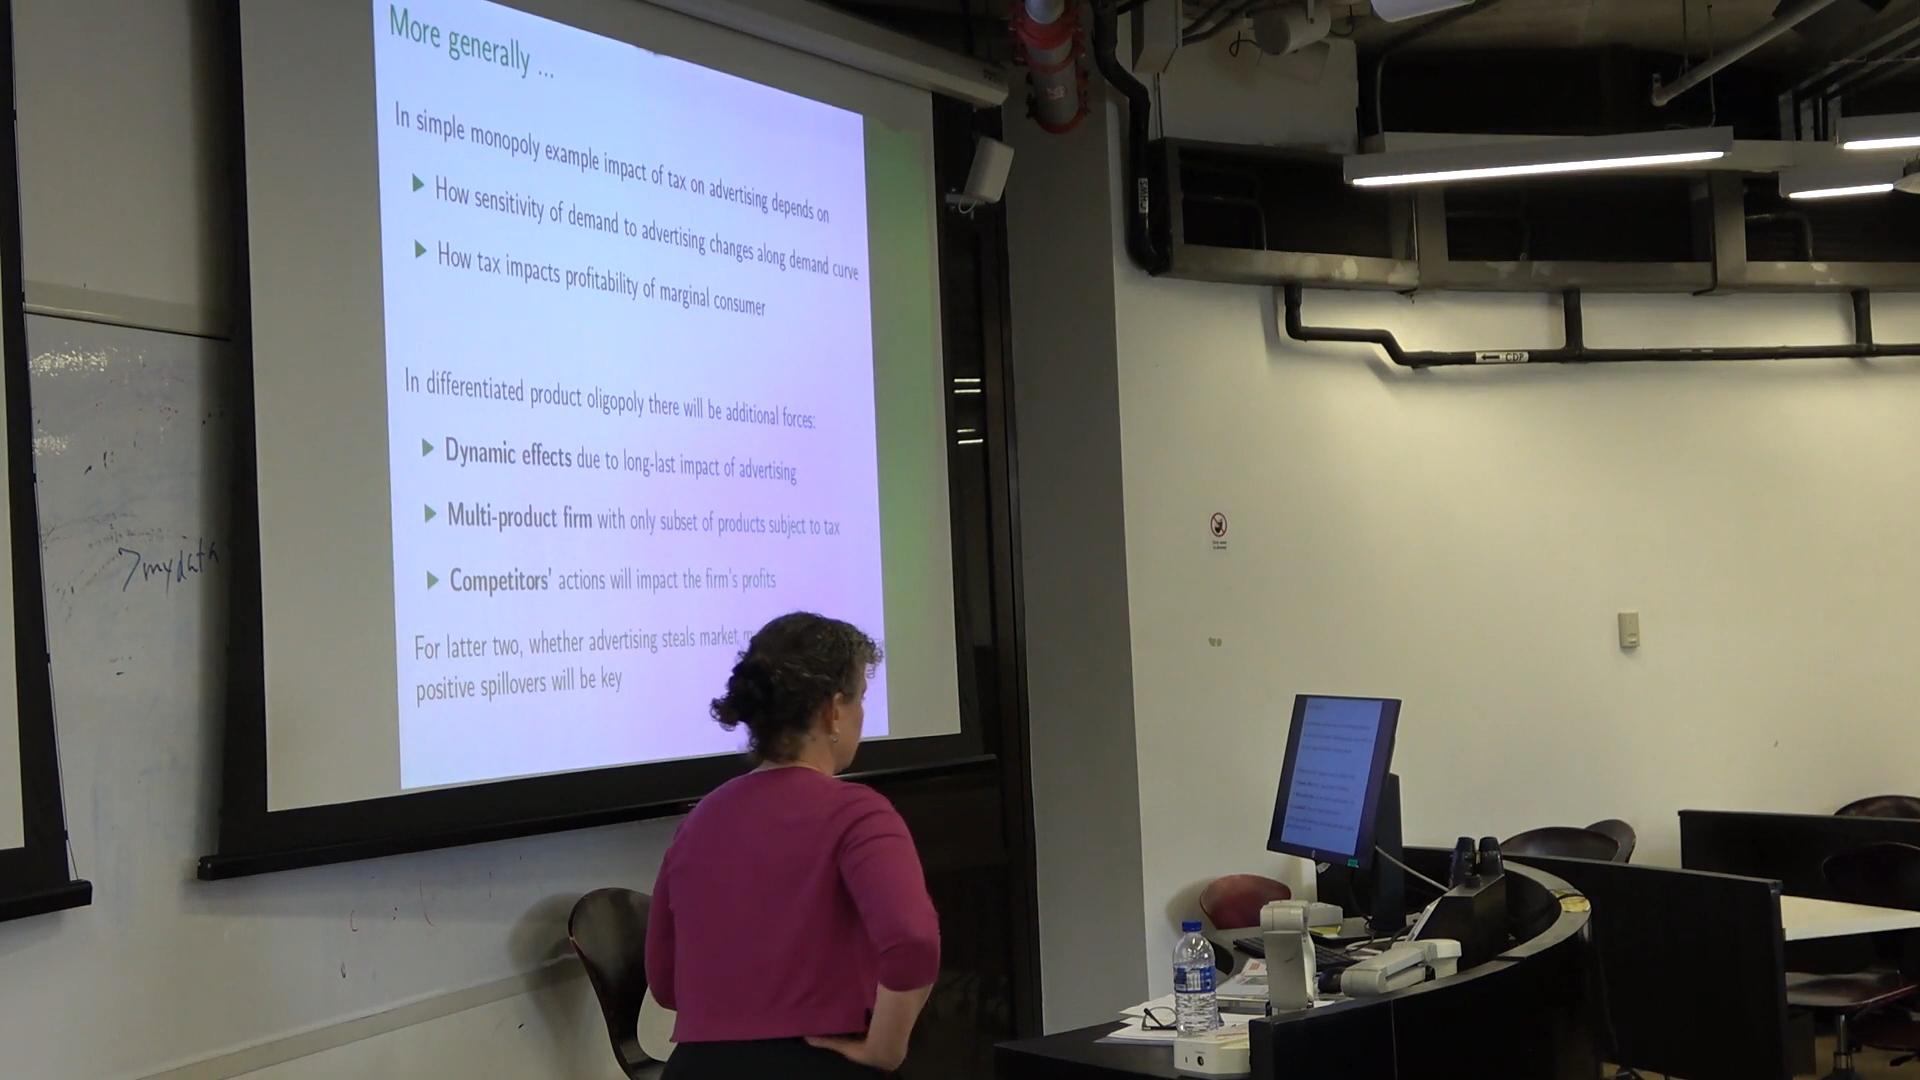 More generally ...
In simple monopoly example impact of tax on advertising depends on
How sensitivity of demand to advertising changes along demand curve
How tax impacts profitability of marginal consumer
In differentiated product oligopoly there will be additional forces:
Dynamic effects due to long-last impact of advertising
Multi-product firm with only subset of products subject to tax
Competitors' actions will impact the firm's profits
For latter two, whether advertising steals market
positive spillovers will be key
>mydata
CDP